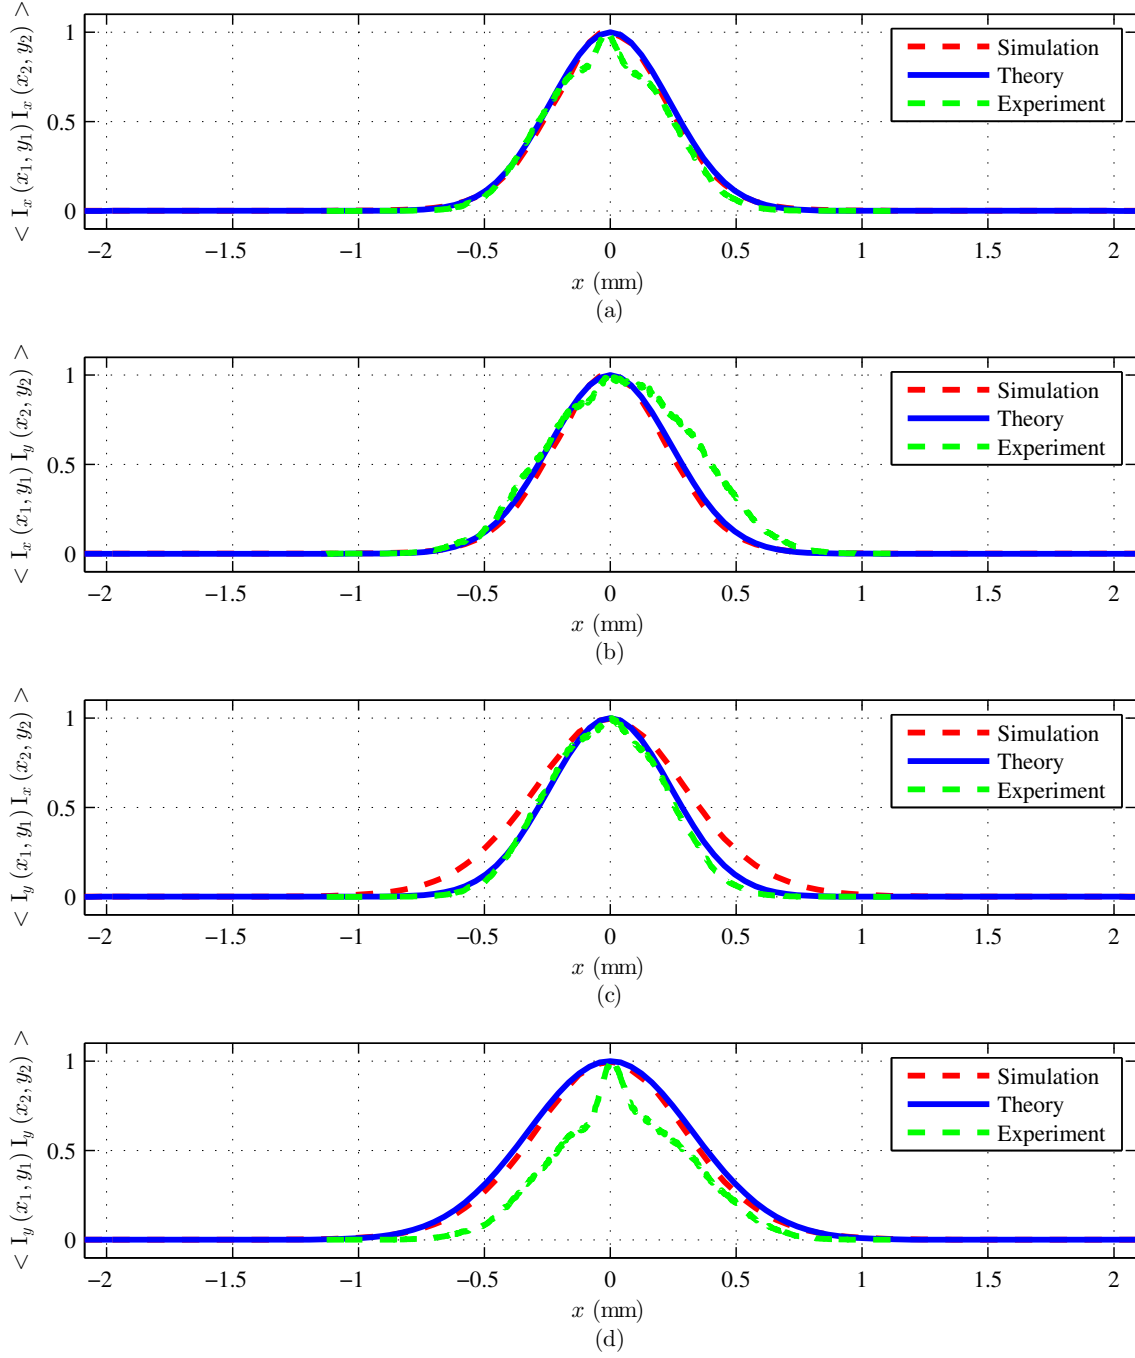 < I_x (x_1, y_1) I_x (x_2, y_2) >
1
0.5
0
Simulation
Theory
Experiment
−2 −1.5 −1 −0.5 0 0.5 1 1.5 2
x (mm)
(a)
< I_x (x_1, y_1) I_y (x_2, y_2) >
1
0.5
0
Simulation
Theory
Experiment
−2 −1.5 −1 −0.5 0 0.5 1 1.5 2
x (mm)
(b)
< I_y (x_1, y_1) I_x (x_2, y_2) >
1
0.5
0
Simulation
Theory
Experiment
−2 −1.5 −1 −0.5 0 0.5 1 1.5 2
x (mm)
(c)
< I_y (x_1, y_1) I_y (x_2, y_2) >
1
0.5
0
Simulation
Theory
Experiment
−2 −1.5 −1 −0.5 0 0.5 1 1.5 2
x (mm)
(d)